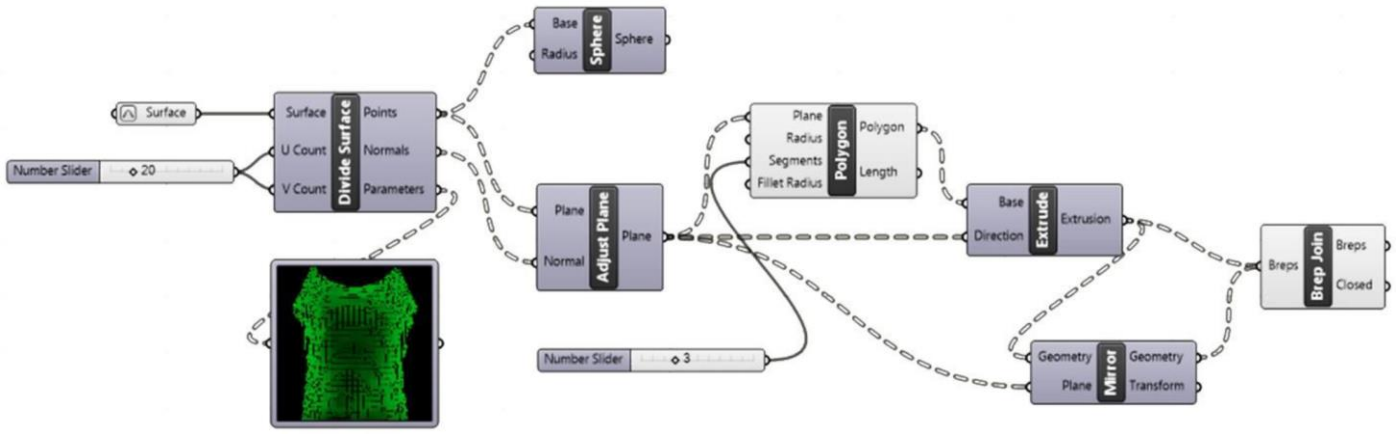 Base
Radius
Sphere
Sphere
Surface
Number Slider 20
Surface
U Count
V Count
Divide Surface
Points
Normals
Parameters
Plane
Normal
Adjust Plane
Plane
Plane
Radius
Segments
Fillet Radius
Polygon
Polygon
Length
Number Slider 3
Base
Direction
Extrude
Extrusion
Geometry
Plane
Mirror
Geometry
Transform
Breps
Brep Join
Breps
Closed